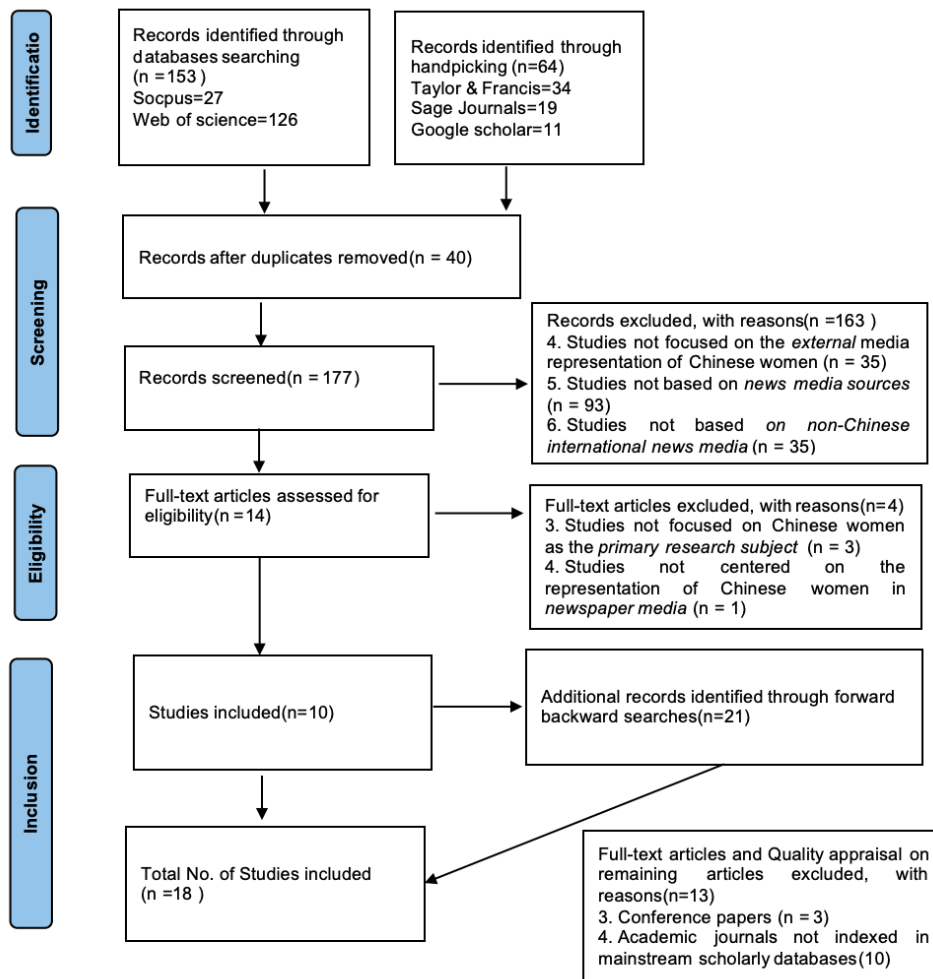 Identificatio
Records identified through
databases searching
(n =153)
Socpus=27
Web of science=126
Records identified through
handpicking (n=64)
Taylor & Francis=34
Sage Journals=19
Google scholar=11
Screening
Records after duplicates removed(n = 40)
Records screened(n = 177)
Records excluded, with reasons(n =163 )
4. Studies not focused on the external media
representation of Chinese women (n = 35)
5. Studies not based on news media sources
(n = 93)
6. Studies not based on non-Chinese
international news media (n = 35)
Eligibility
Full-text articles assessed for
eligibility(n =14)
Full-text articles excluded, with reasons(n=4)
3. Studies not focused on Chinese women
as the primary research subject (n = 3)
4. Studies not centered on the
representation of Chinese women in
newspaper media (n = 1)
Inclusion
Studies included(n=10)
Additional records identified through forward
backward searches(n=21)
Total No. of Studies included
(n =18 )
Full-text articles and Quality appraisal on
remaining articles excluded, with
reasons(n=13)
3. Conference papers (n = 3)
4. Academic journals not indexed in
mainstream scholarly databases(10)